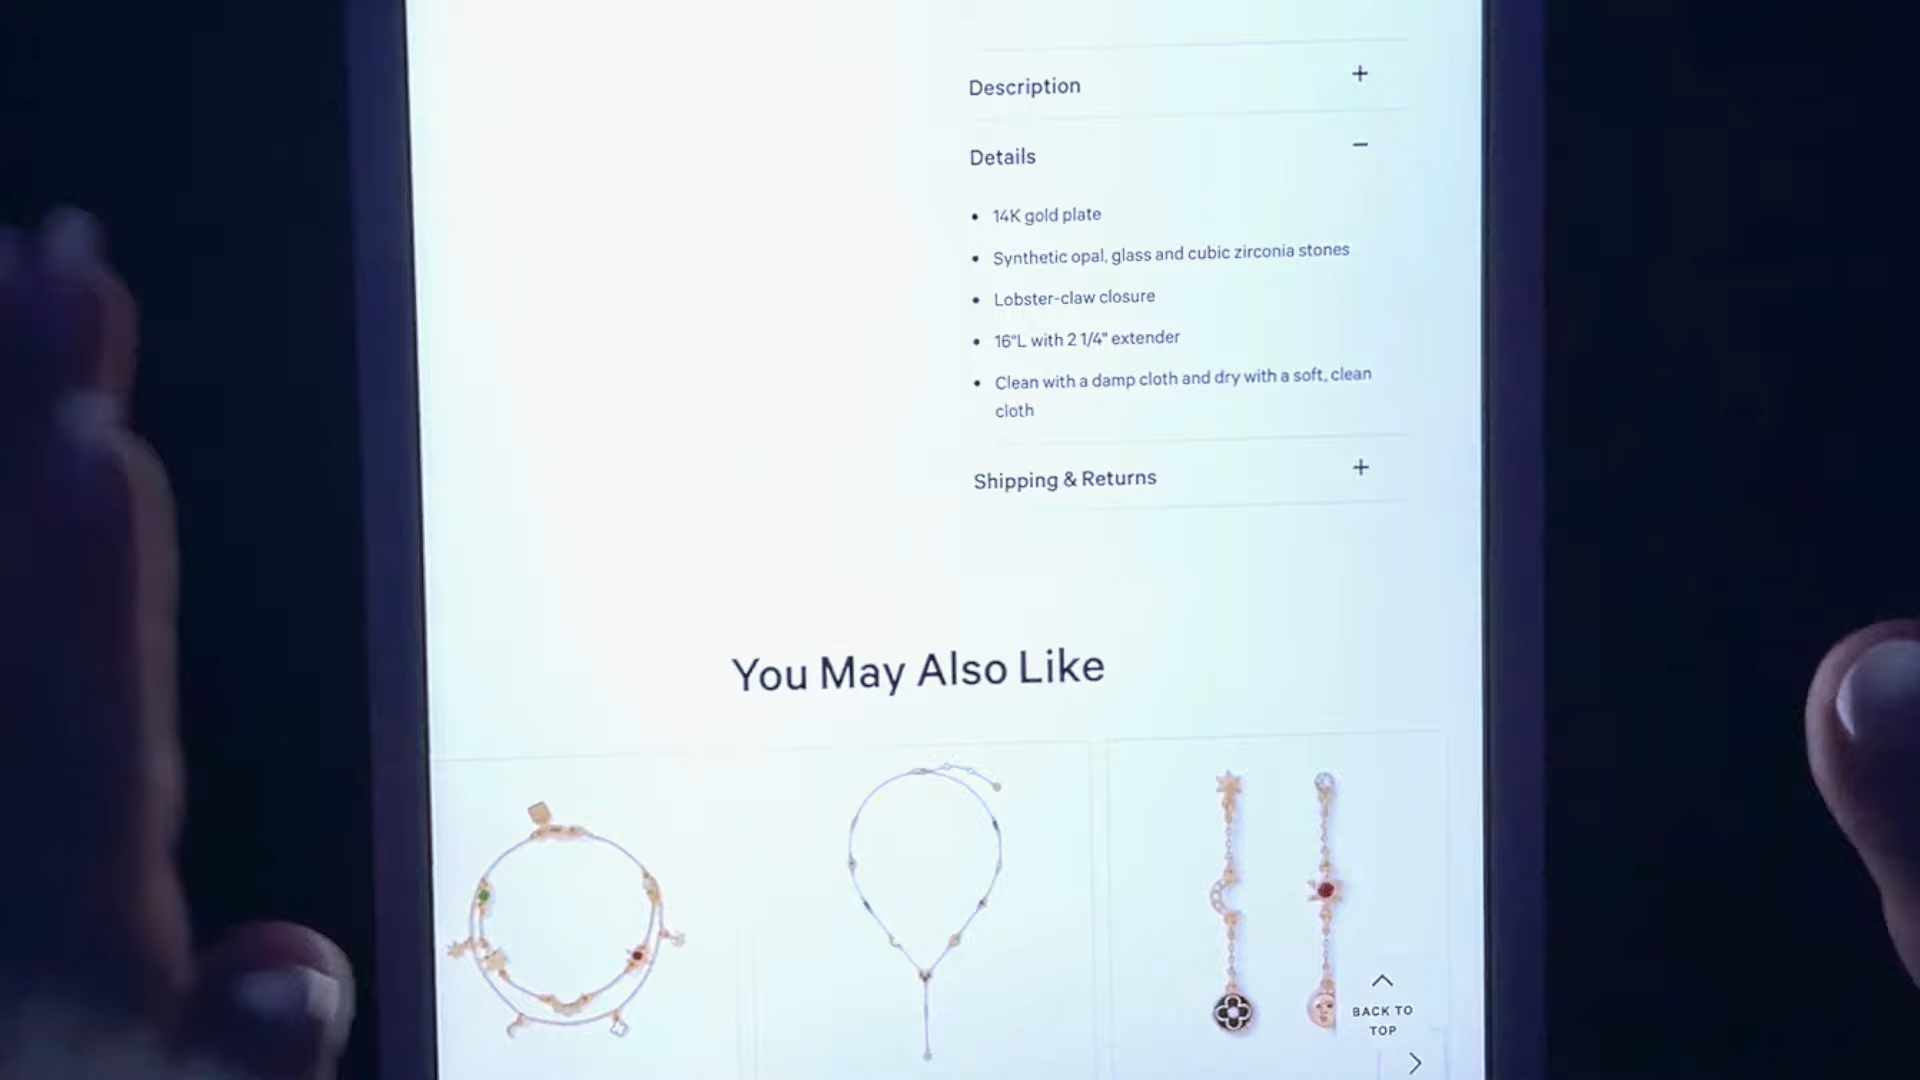 Description
Details
14K gold plate
Synthetic opal, glass and cubic zirconia stones
Lobster-claw closure
16"L with 2 1/4" extender
Clean with a damp cloth and dry with a soft, clean
cloth
Shipping & Returns
You May Also Like
BACK TO
TOP